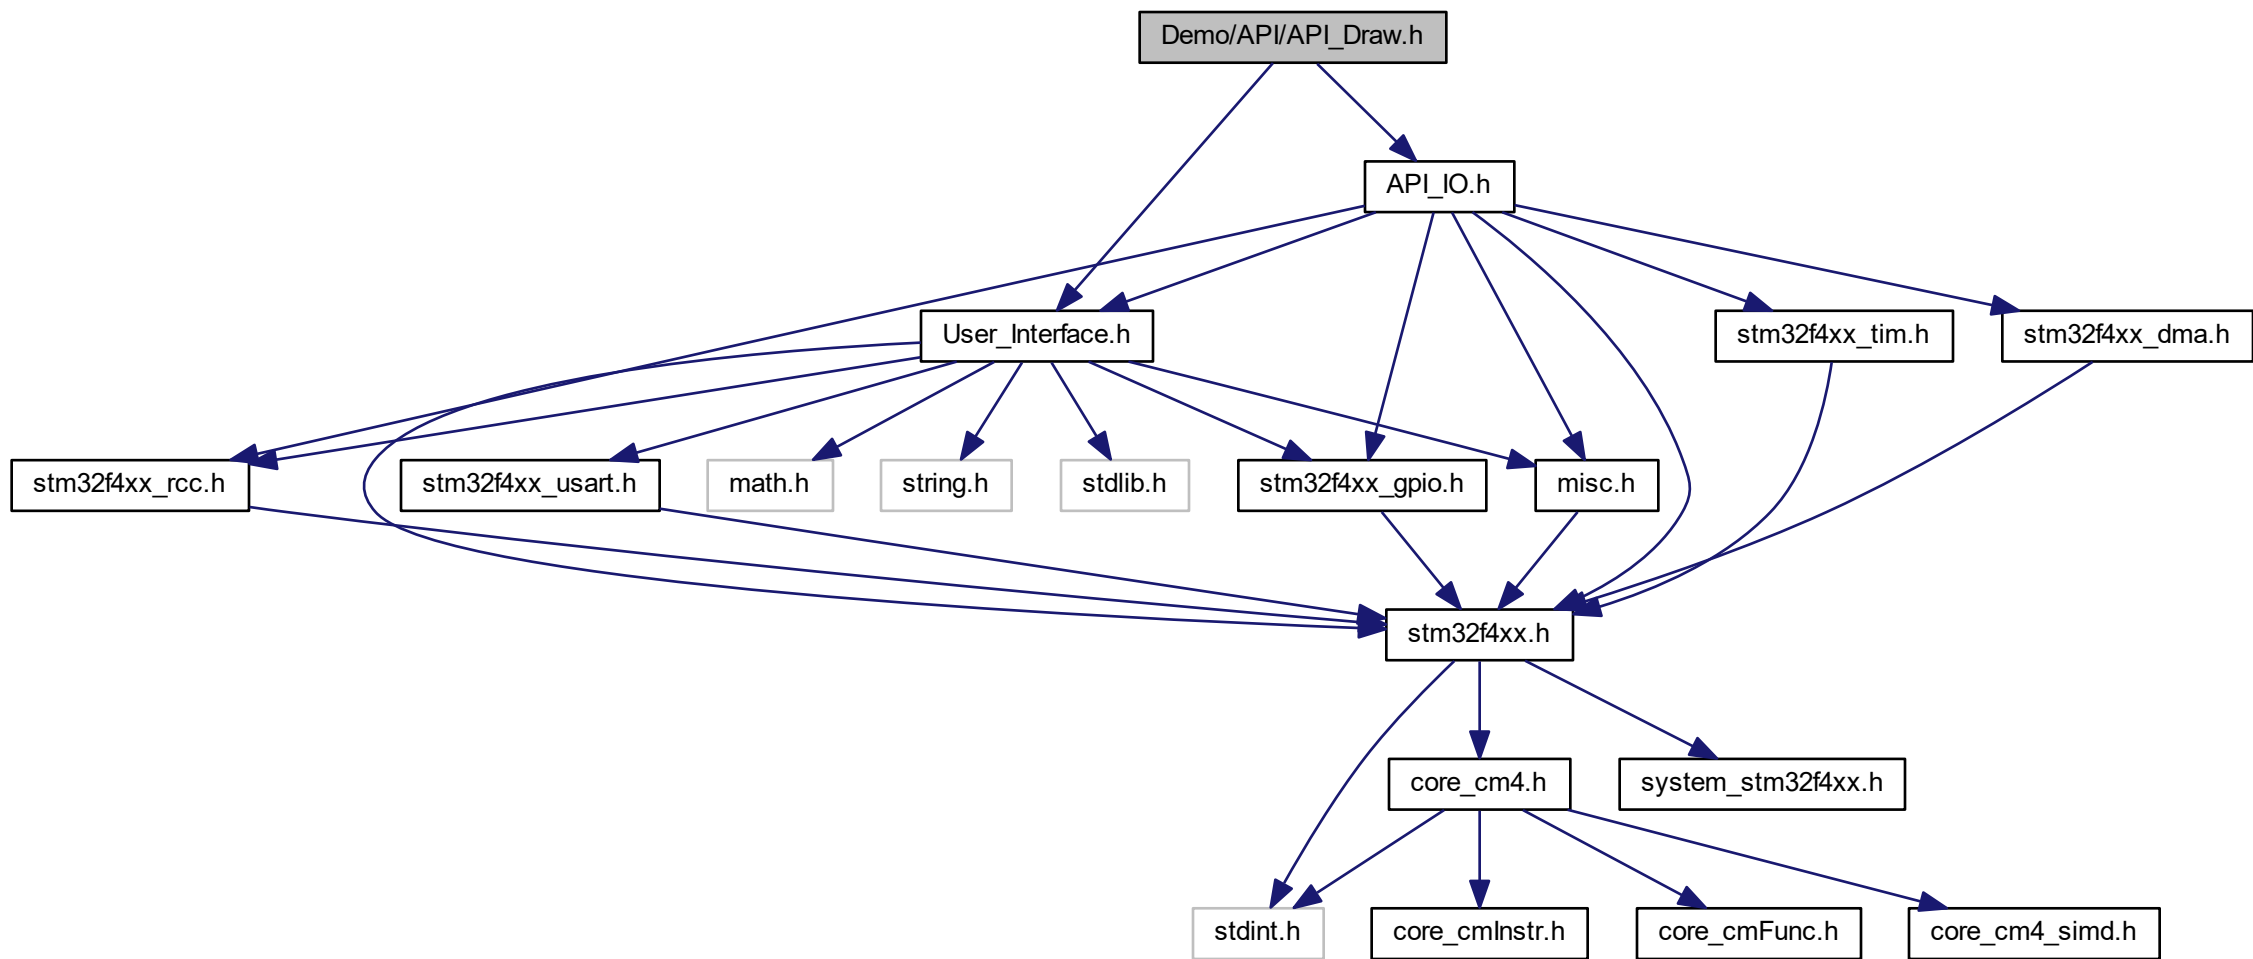 Demo/API/API_Draw.h
API_IO.h
User_Interface.h
stm32f4xx_tim.h
stm32f4xx_dma.h
stm32f4xx_rcc.h
stm32f4xx_usart.h
math.h
string.h
stdlib.h
stm32f4xx_gpio.h
misc.h
stm32f4xx.h
core_cm4.h
system_stm32f4xx.h
stdint.h
core_cmInstr.h
core_cmFunc.h
core_cm4_simd.h